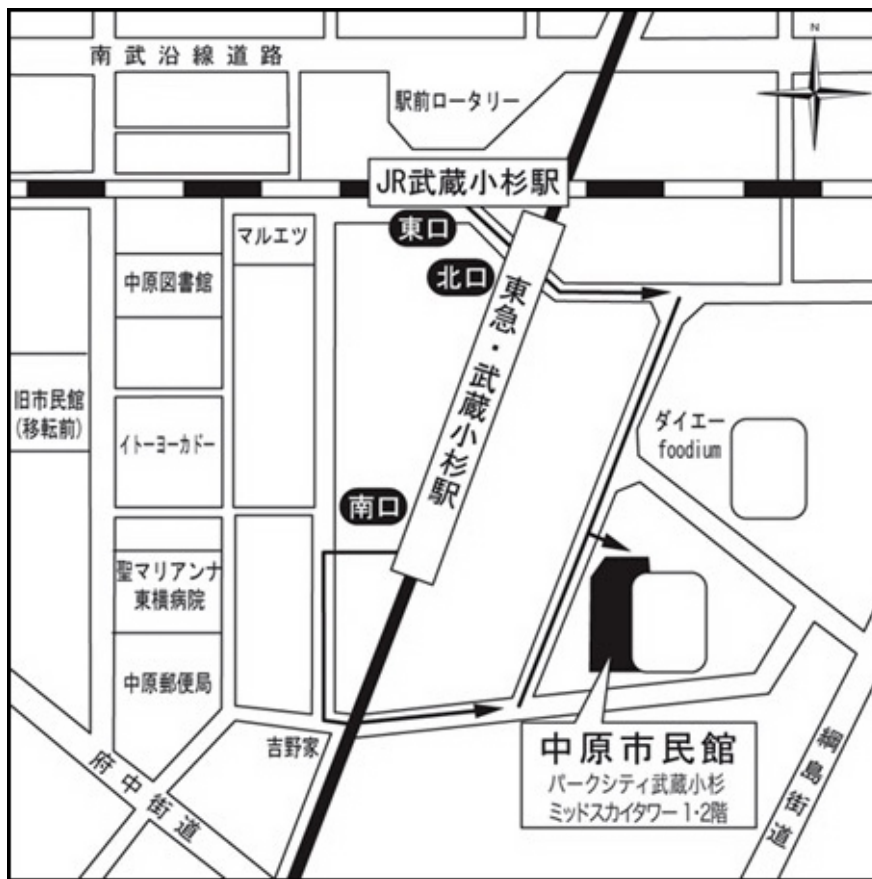 N
南武沿線道路
駅前ロータリー
JR武蔵小杉駅
東口
マルエツ
北口
中原図書館
東急・武蔵小杉駅
旧市民館
(移転前)
イトーヨーカドー
ダイエー
foodium
南口
聖マリアンナ
東横病院
中原郵便局
吉野家
中原市民館
パークシティ武蔵小杉
ミッドスカイタワー1・2階
府中街道
綱島街道